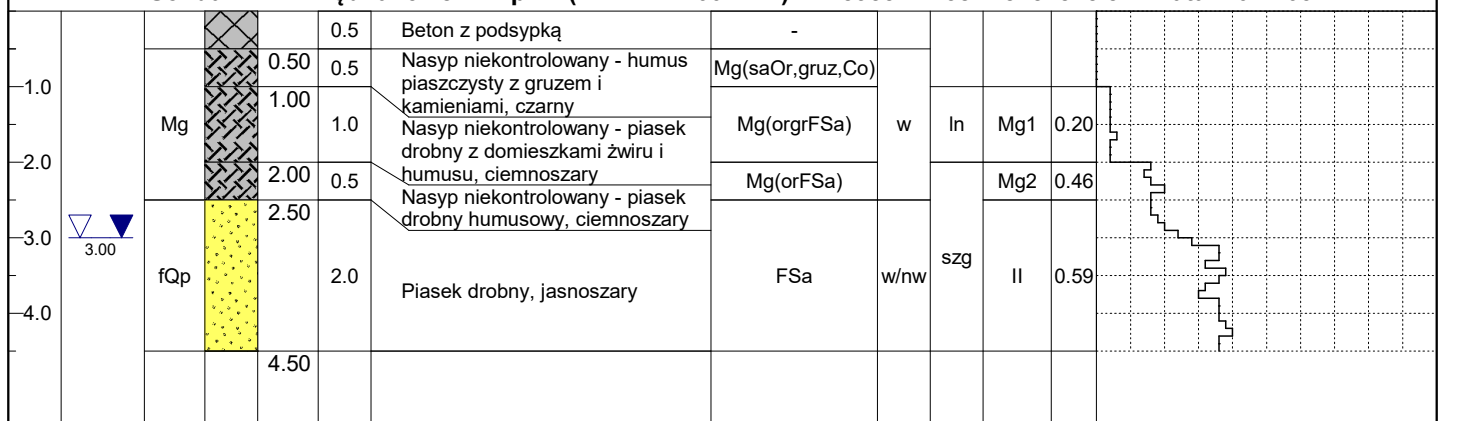 0.5 Beton z podsypką -
0.50 0.5 Nasyp niekontrolowany - humus Mg(saOr,gruz,Co)
piaszczysty z gruzem i
1.0 1.00 kamieniami, czarny
Mg 1.0 Nasyp niekontrolowany - piasek Mg(orgrFSa) w ln Mg1 0.20
drobny z domieszkami żwiru i
2.0 2.00 0.5 humusu, ciemnoszary Mg(orFSa) Mg2 0.46
Nasyp niekontrolowany - piasek
2.50 drobny humusowy, ciemnoszary
3.0 3.00
fQp 2.0 Piasek drobny, jasnoszary FSa w/nw szg II 0.59
4.0
4.50